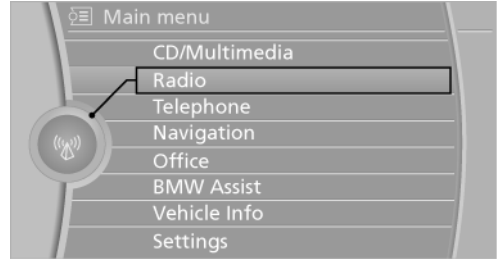 Main menu
CD/Multimedia
Radio
Telephone
Navigation
Office
BMW Assist
Vehicle Info
Settings